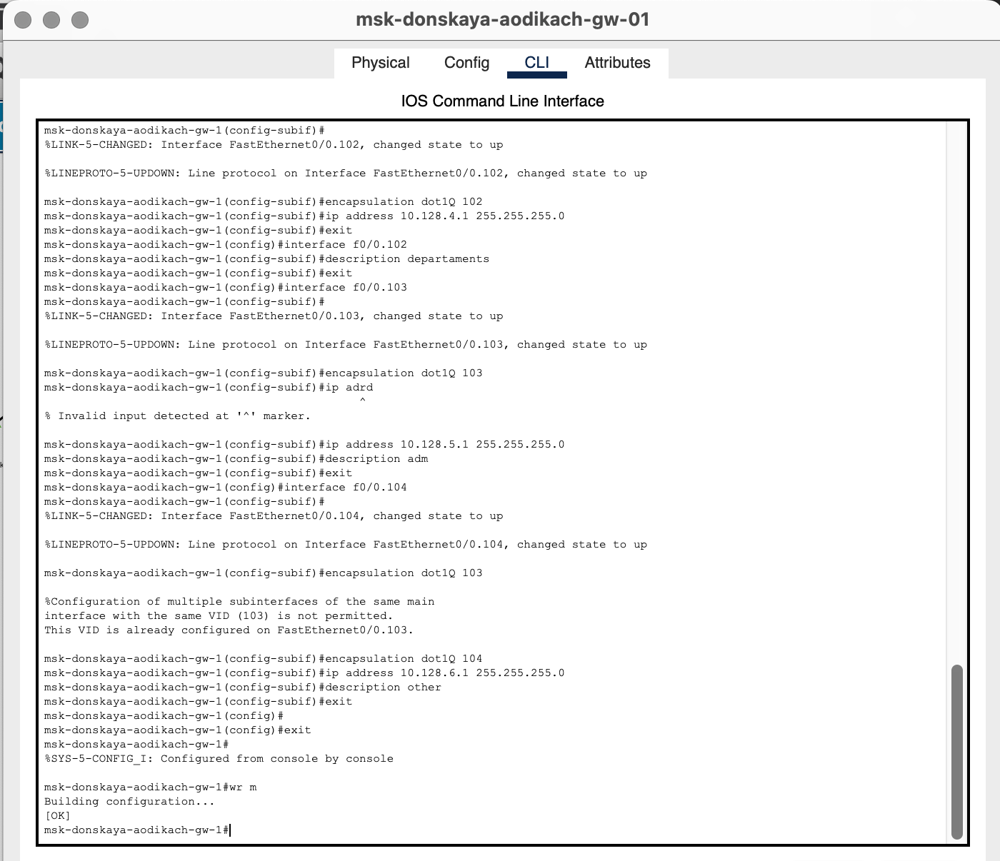 msk-donskaya-aodikach-gw-01
Physical Config CLI Attributes
IOS Command Line Interface
msk-donskaya-aodikach-gw-1(config-subif)#
%LINK-5-CHANGED: Interface FastEthernet0/0.102, changed state to up
%LINEPROTO-5-UPDOWN: Line protocol on Interface FastEthernet0/0.102, changed state to up
msk-donskaya-aodikach-gw-1(config-subif)#encapsulation dot1Q 102
msk-donskaya-aodikach-gw-1(config-subif)#ip address 10.128.4.1 255.255.255.0
msk-donskaya-aodikach-gw-1(config-subif)#exit
msk-donskaya-aodikach-gw-1(config)#interface f0/0.102
msk-donskaya-aodikach-gw-1(config-subif)#description departaments
msk-donskaya-aodikach-gw-1(config-subif)#exit
msk-donskaya-aodikach-gw-1(config)#interface f0/0.103
msk-donskaya-aodikach-gw-1(config-subif)#
%LINK-5-CHANGED: Interface FastEthernet0/0.103, changed state to up
%LINEPROTO-5-UPDOWN: Line protocol on Interface FastEthernet0/0.103, changed state to up
msk-donskaya-aodikach-gw-1(config-subif)#encapsulation dot1Q 103
msk-donskaya-aodikach-gw-1(config-subif)#ip adrd
^
% Invalid input detected at '^' marker.
msk-donskaya-aodikach-gw-1(config-subif)#ip address 10.128.5.1 255.255.255.0
msk-donskaya-aodikach-gw-1(config-subif)#description adm
msk-donskaya-aodikach-gw-1(config-subif)#exit
msk-donskaya-aodikach-gw-1(config)#interface f0/0.104
msk-donskaya-aodikach-gw-1(config-subif)#
%LINK-5-CHANGED: Interface FastEthernet0/0.104, changed state to up
%LINEPROTO-5-UPDOWN: Line protocol on Interface FastEthernet0/0.104, changed state to up
msk-donskaya-aodikach-gw-1(config-subif)#encapsulation dot1Q 103
%Configuration of multiple subinterfaces of the same main
interface with the same VID (103) is not permitted.
This VID is already configured on FastEthernet0/0.103.
msk-donskaya-aodikach-gw-1(config-subif)#encapsulation dot1Q 104
msk-donskaya-aodikach-gw-1(config-subif)#ip address 10.128.6.1 255.255.255.0
msk-donskaya-aodikach-gw-1(config-subif)#description other
msk-donskaya-aodikach-gw-1(config-subif)#exit
msk-donskaya-aodikach-gw-1(config)#
msk-donskaya-aodikach-gw-1(config)#exit
msk-donskaya-aodikach-gw-1#
%SYS-5-CONFIG_I: Configured from console by console
msk-donskaya-aodikach-gw-1#wr m
Building configuration...
[OK]
msk-donskaya-aodikach-gw-1#